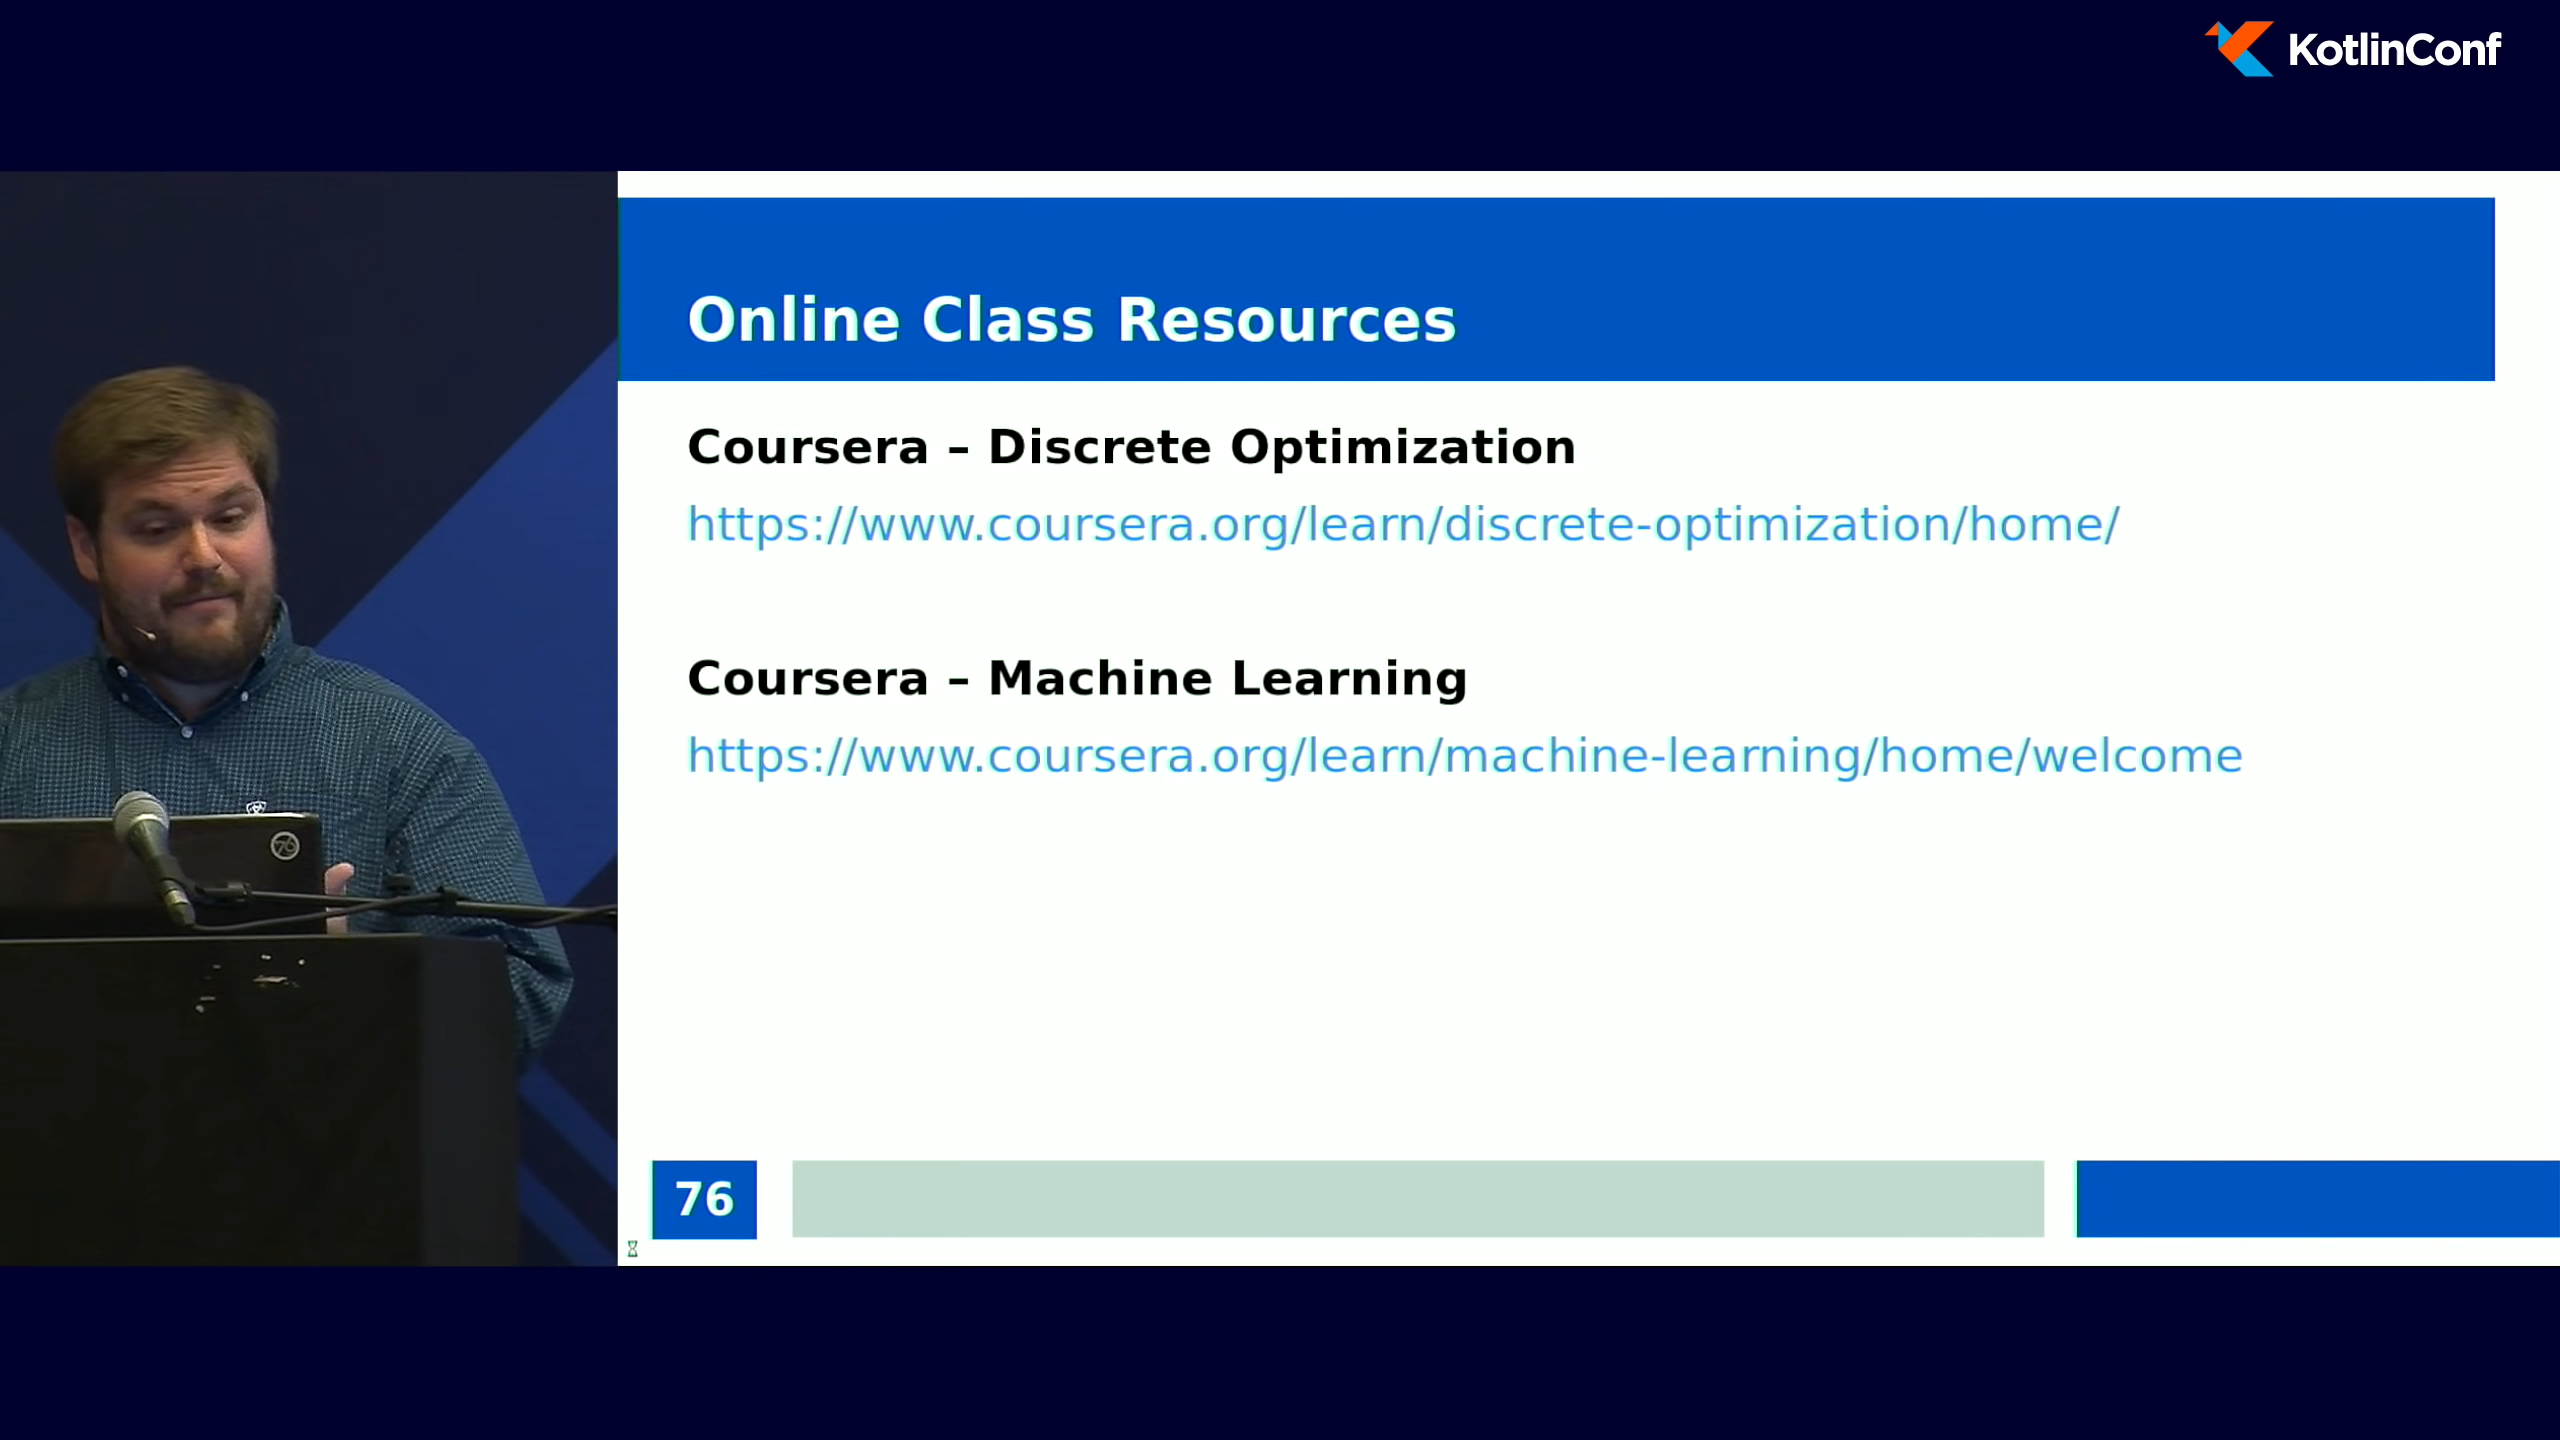 KotlinConf
Online Class Resources
Coursera – Discrete Optimization
https://www.coursera.org/learn/discrete-optimization/home/
Coursera – Machine Learning
https://www.coursera.org/learn/machine-learning/home/welcome
76
76